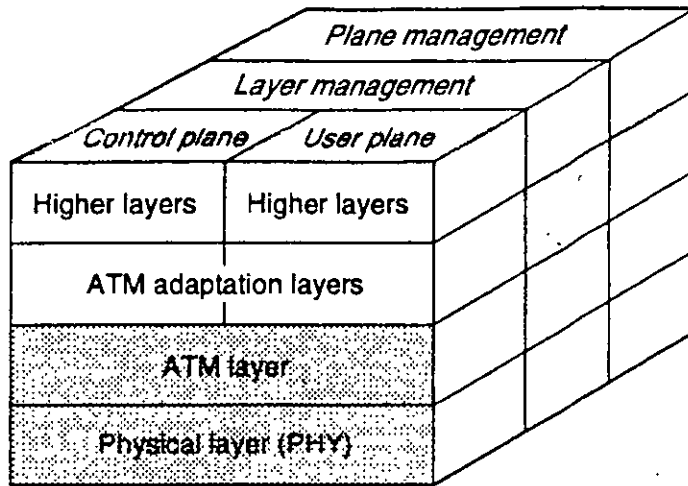 Plane management
Layer management
Control plane User plane
Higher layers Higher layers
ATM adaptation layers
ATM layer
Physical layer (PHY)